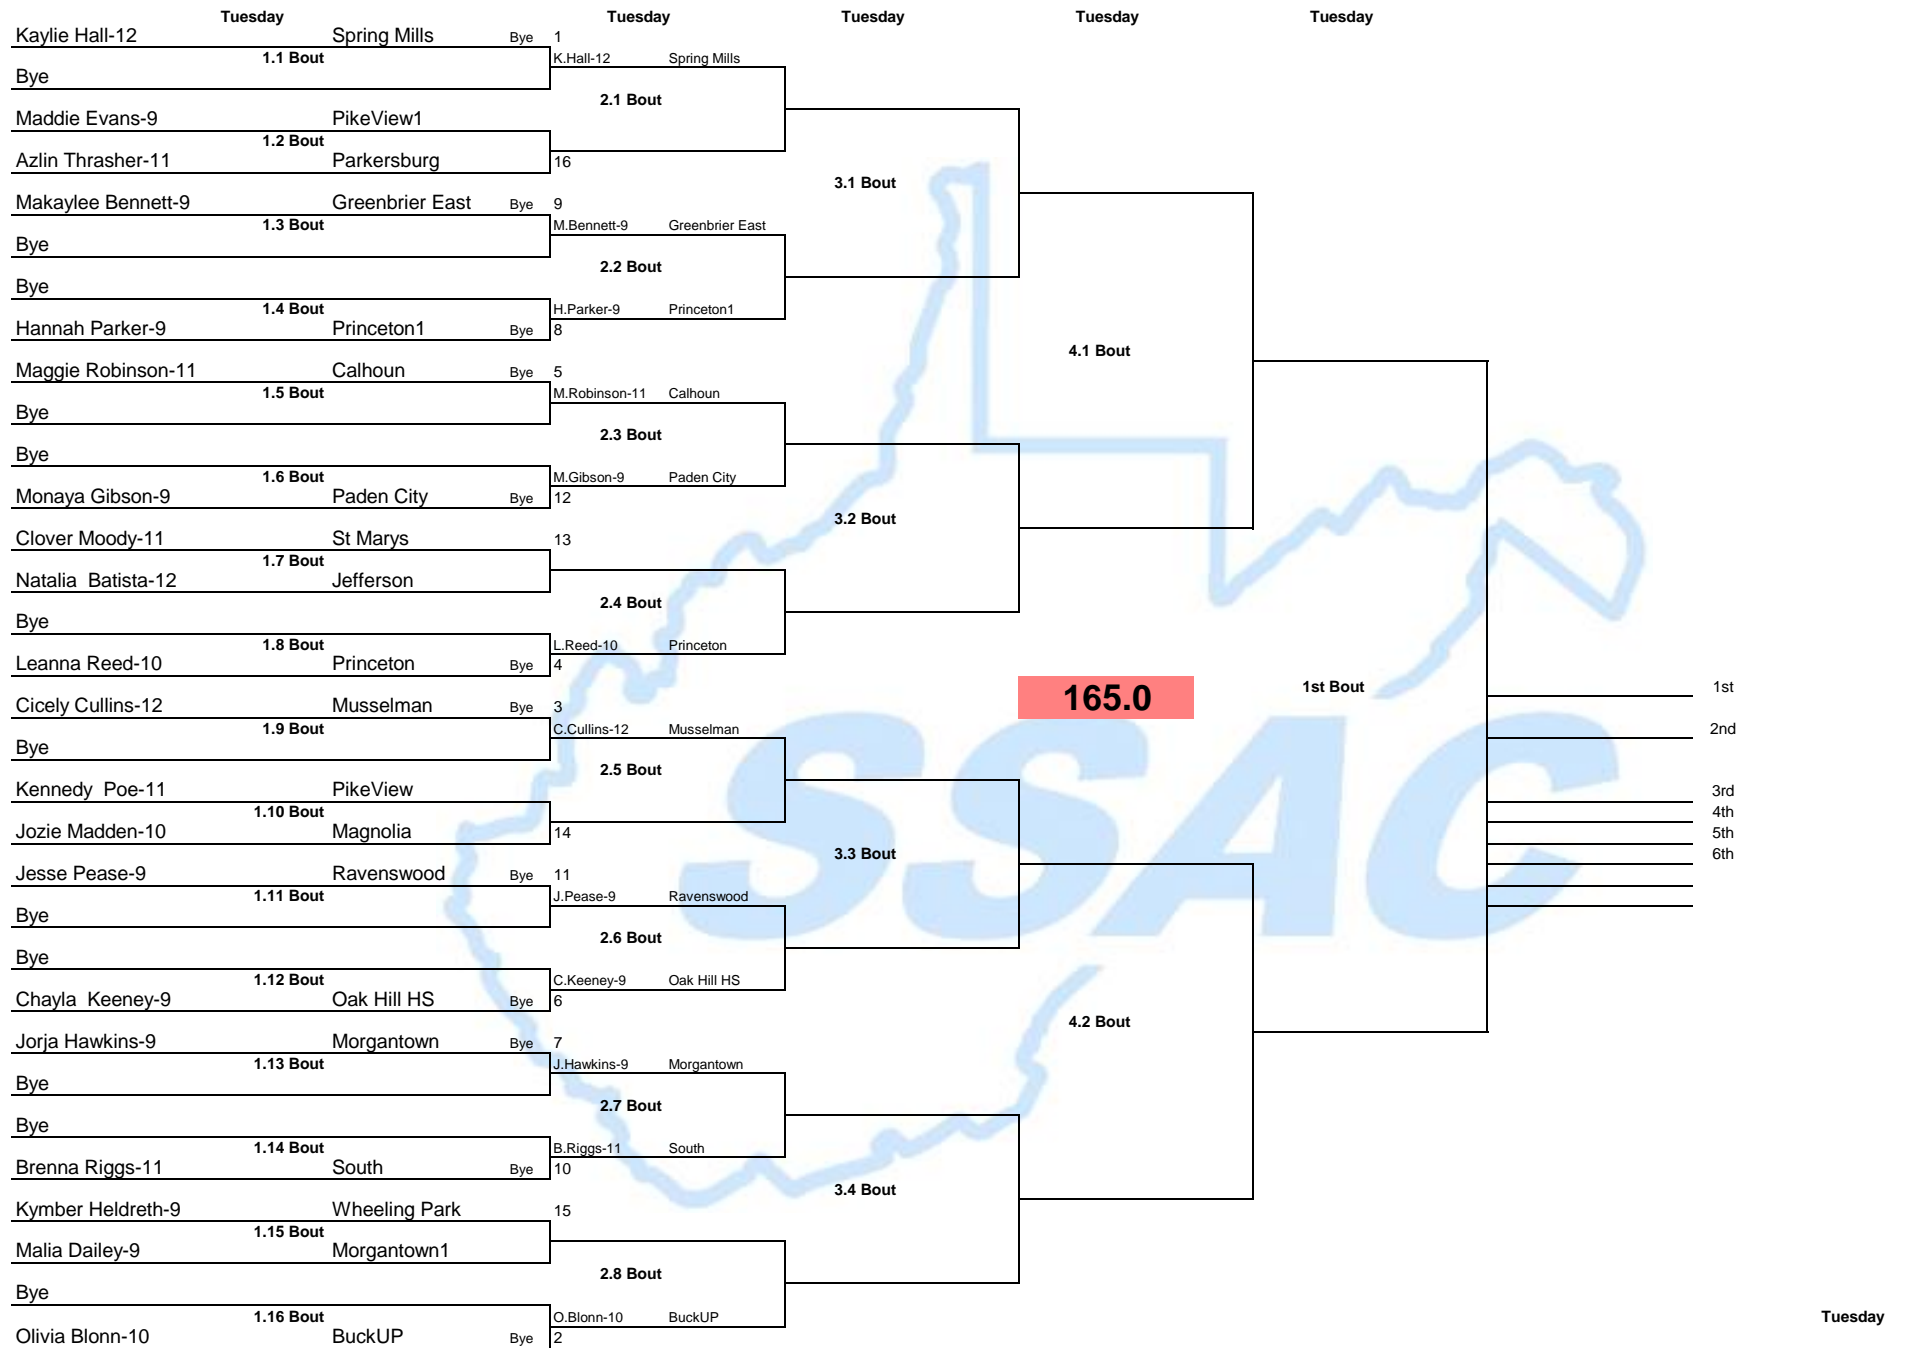 Tuesday Tuesday Tuesday Tuesday Tuesday
Kaylie Hall-12 Spring Mills Bye 1
1.1 Bout K.Hall-12 Spring Mills
Bye
2.1 Bout
Maddie Evans-9 PikeView1
1.2 Bout
Azlin Thrasher-11 Parkersburg 16
3.1 Bout
Makaylee Bennett-9 Greenbrier East Bye 9
1.3 Bout M.Bennett-9 Greenbrier East
Bye
2.2 Bout
Bye
1.4 Bout H.Parker-9 Princeton1
Hannah Parker-9 Princeton1 Bye 8
4.1 Bout
Maggie Robinson-11 Calhoun Bye 5
1.5 Bout M.Robinson-11 Calhoun
Bye
2.3 Bout
Bye
1.6 Bout M.Gibson-9 Paden City
Monaya Gibson-9 Paden City Bye 12
3.2 Bout
Clover Moody-11 St Marys 13
1.7 Bout
Natalia Batista-12 Jefferson
2.4 Bout
Bye
1.8 Bout L.Reed-10 Princeton
Leanna Reed-10 Princeton Bye 4
165.0 1st Bout 1st
Cicely Cullins-12 Musselman Bye 3
1.9 Bout C.Cullins-12 Musselman 2nd
Bye
2.5 Bout
Kennedy Poe-11 PikeView 3rd
1.10 Bout 4th
Jozie Madden-10 Magnolia 14 5th
3.3 Bout 6th
SSAC
Jesse Pease-9 Ravenswood Bye 11
1.11 Bout J.Pease-9 Ravenswood
Bye
2.6 Bout
Bye
1.12 Bout C.Keeney-9 Oak Hill HS
Chayla Keeney-9 Oak Hill HS Bye 6
4.2 Bout
Jorja Hawkins-9 Morgantown Bye 7
1.13 Bout J.Hawkins-9 Morgantown
Bye
2.7 Bout
Bye
1.14 Bout B.Riggs-11 South
Brenna Riggs-11 South Bye 10
3.4 Bout
Kymber Heldreth-9 Wheeling Park 15
1.15 Bout
Malia Dailey-9 Morgantown1
2.8 Bout
Bye
1.16 Bout O.Blonn-10 BuckUP Tuesday
Olivia Blonn-10 BuckUP Bye 2